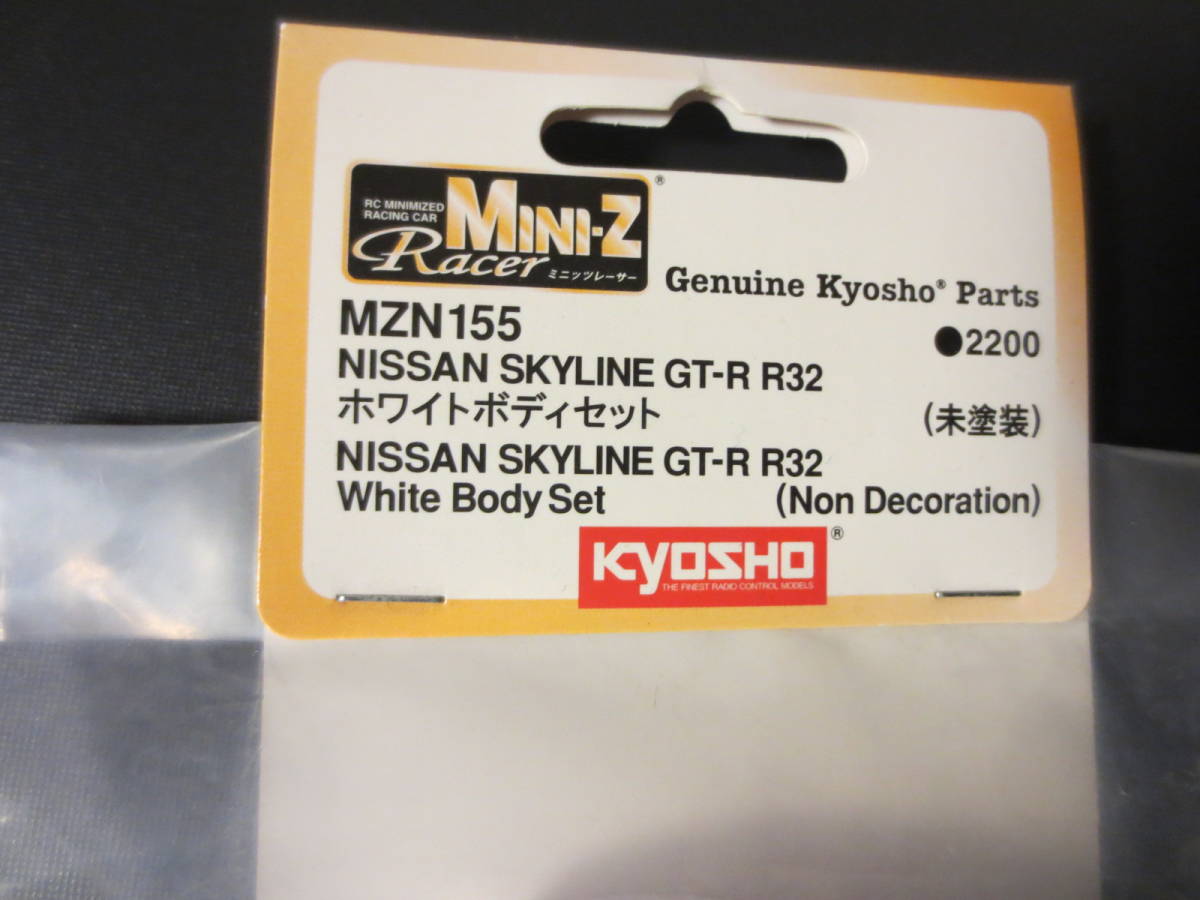 RC MINIMIZED
RACING CAR
MINI-Z®
Racer ミニッツレーサー
Genuine Kyosho® Parts
MZN155 ●2200
NISSAN SKYLINE GT-R R32
ホワイトボディセット (未塗装)
NISSAN SKYLINE GT-R R32
White Body Set (Non Decoration)
KYOSHO®
THE FINEST RADIO CONTROL MODELS